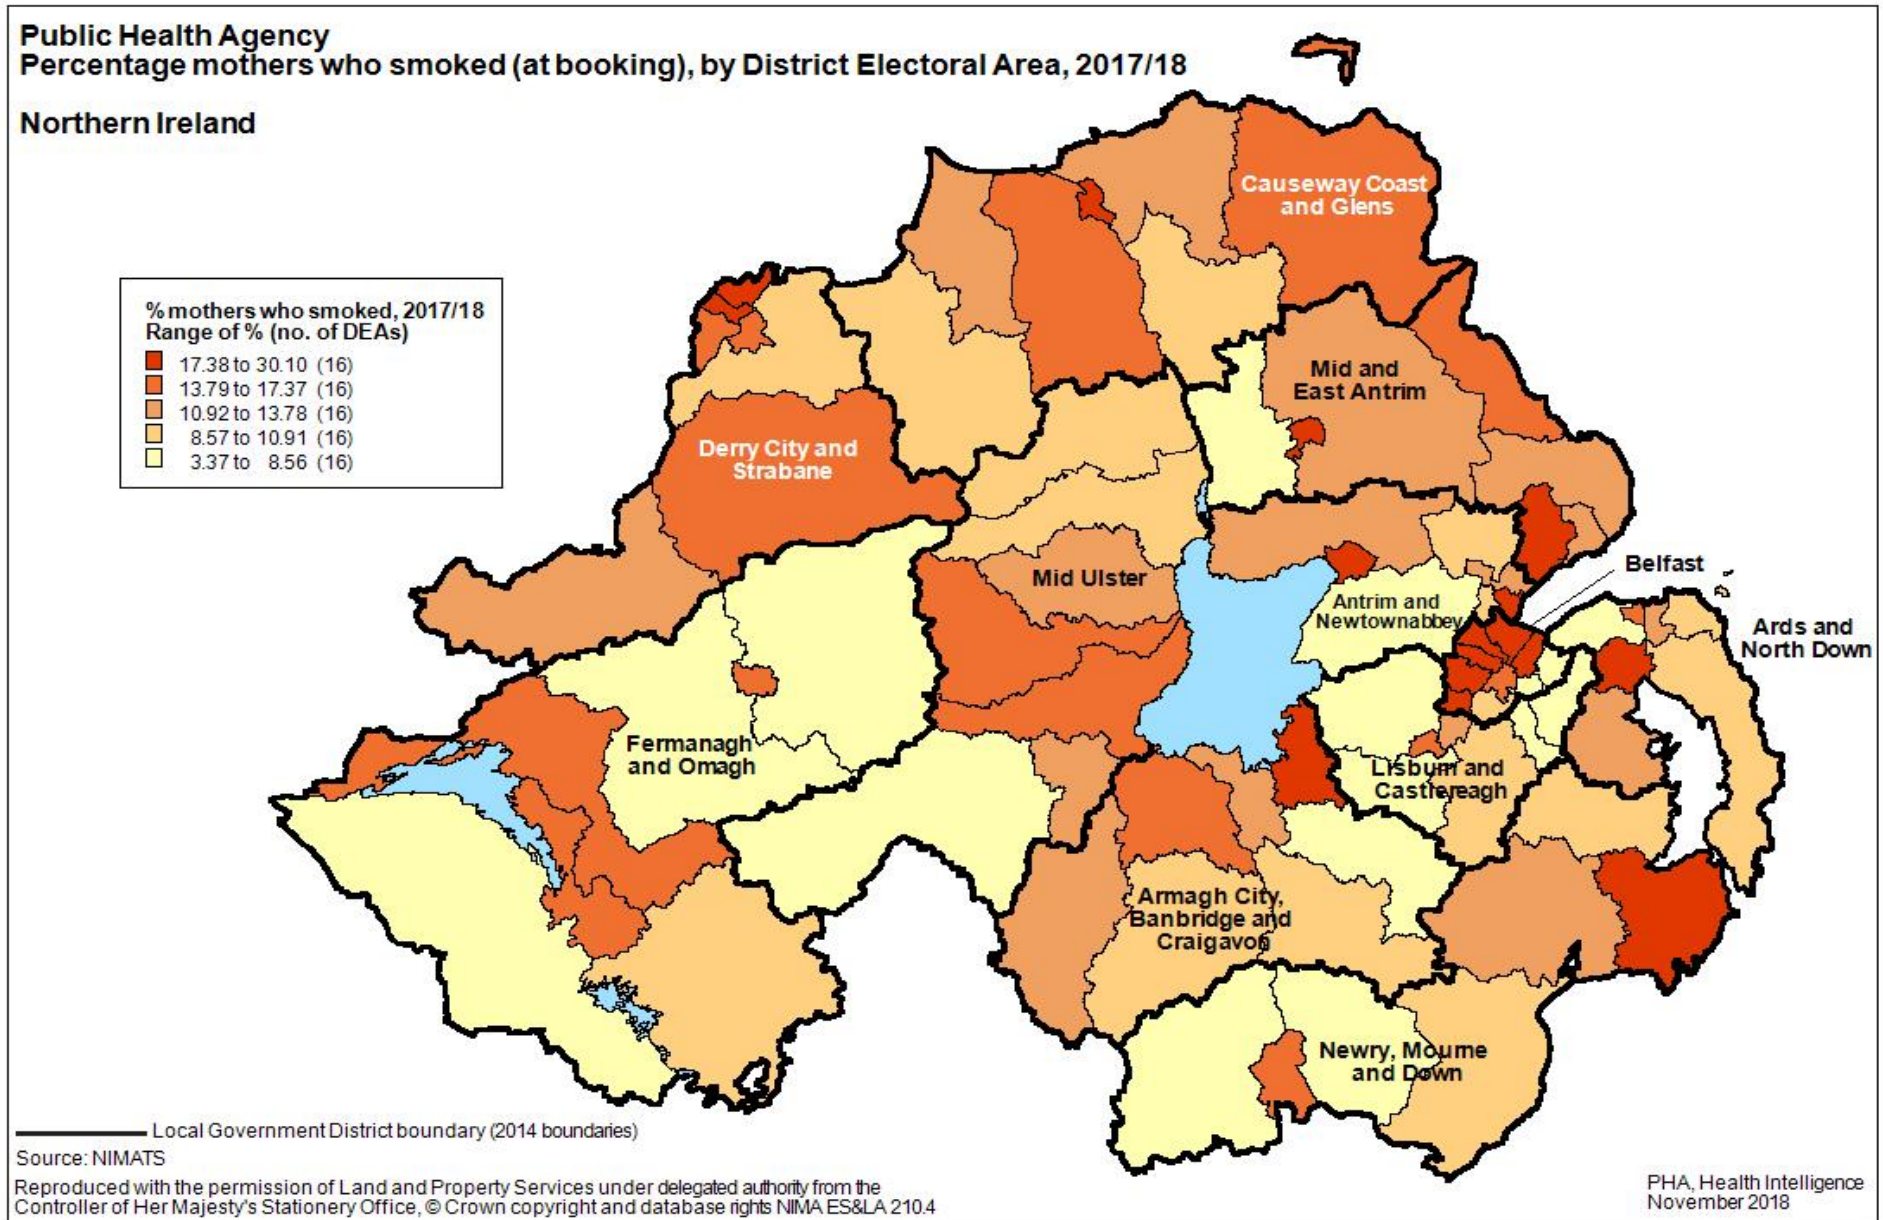 Public Health Agency
Percentage mothers who smoked (at booking), by District Electoral Area, 2017/18
Northern Ireland
% mothers who smoked, 2017/18
Range of % (no. of DEAs)
17.38 to 30.10 (16)
13.79 to 17.37 (16)
10.92 to 13.78 (16)
8.57 to 10.91 (16)
3.37 to 8.56 (16)
Causeway Coast
and Glens
Mid and
East Antrim
Derry City and
Strabane
Mid Ulster
Belfast
Antrim and
Newtownabbey
Ards and
North Down
Fermanagh
and Omagh
Lisburn and
Castlereagh
Armagh City,
Banbridge and
Craigavon
Newry, Mourne
and Down
Local Government District boundary (2014 boundaries)
Source: NIMATS
Reproduced with the permission of Land and Property Services under delegated authority from the
Controller of Her Majesty's Stationery Office, © Crown copyright and database rights NIMA ES&LA 210.4
PHA, Health Intelligence
November 2018